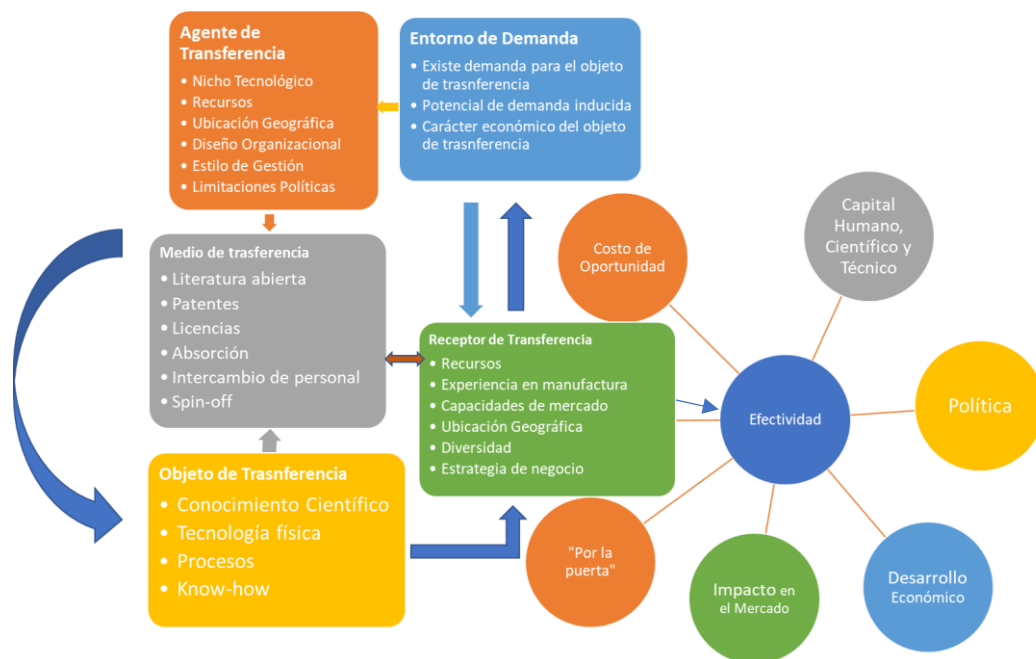 Agente de
Transferencia
• Nicho Tecnológico
• Recursos
• Ubicación Geográfica
• Diseño Organizacional
• Estilo de Gestión
• Limitaciones Políticas
Entorno de Demanda
• Existe demanda para el objeto
de trasnferencia
• Potencial de demanda inducida
• Carácter económico del objeto
de trasnferencia
Medio de trasferencia
• Literatura abierta
• Patentes
• Licencias
• Absorción
• Intercambio de personal
• Spin-off
Receptor de Transferencia
• Recursos
• Experiencia en manufactura
• Capacidades de mercado
• Ubicación Geográfica
• Diversidad
• Estrategia de negocio
Objeto de Trasnferencia
• Conocimiento Científico
• Tecnología física
• Procesos
• Know-how
Costo de
Oportunidad
Capital
Humano,
Científico y
Técnico
Efectividad
Política
"Por la
puerta"
Impacto en
el Mercado
Desarrollo
Económico